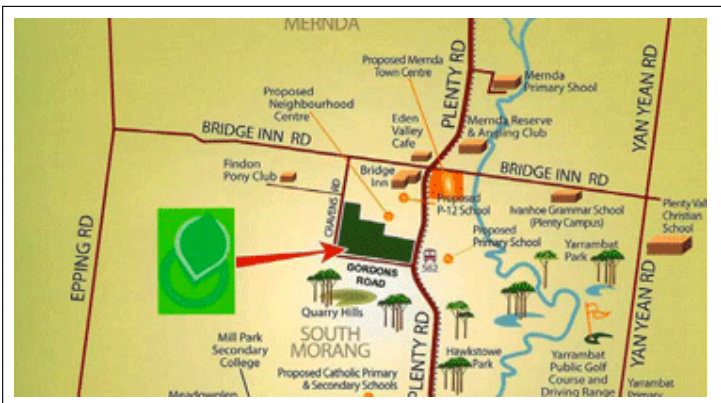 MERNDA
Proposed Mernda
Town Centre
PLENTY RD
Mernda
Primary Shool
YAN YEAN RD
Proposed
Neighbourhood
Centre
Eden
Valley
Cafe
Mernda Reserve
& Angling Club
BRIDGE INN RD
Findon
Pony Club
Bridge
Inn
BRIDGE INN RD
CRAVENS RD
Proposed
P-12 School
Ivanhoe Grammar School
(Plenty Campus)
Plenty Vall
Christian
School
Proposed
Primary School
Yarrambat
Park
EPPING RD
562
GORDONS
ROAD
Quarry Hills
SOUTH
MORANG
PLENTY RD
YAN YEAN RD
Mill Park
Secondary
College
Hawkstowe
Park
Yarrambat
Public Golf
Course and
Driving Range
Proposed Catholic Primary
& Secondary Schools
Yarrambat
Primary
Meadowglen